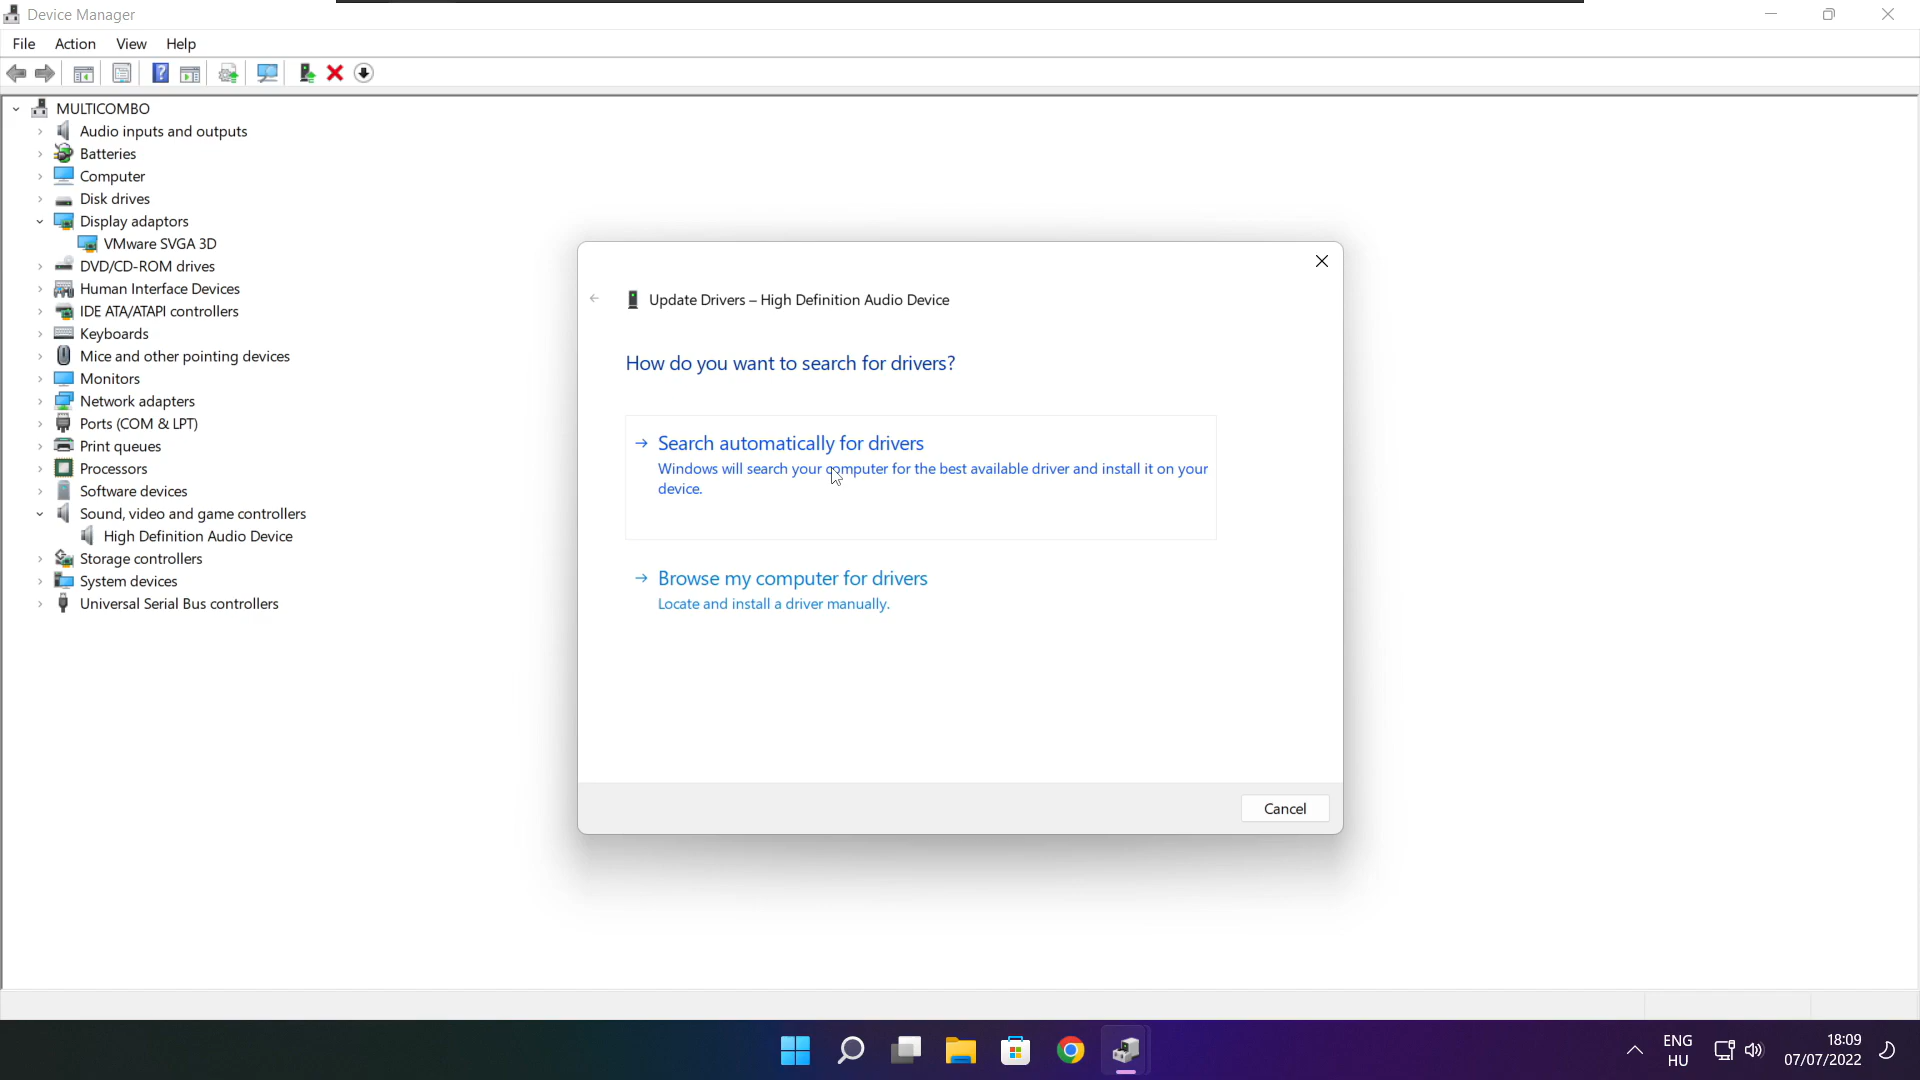 Device Manager
File Action View Help
MULTICOMBO
Audio inputs and outputs
Batteries
Computer
Disk drives
Display adaptors
VMware SVGA 3D
DVD/CD-ROM drives
Human Interface Devices
IDE ATA/ATAPI controllers
Keyboards
Mice and other pointing devices
Monitors
Network adapters
Ports (COM & LPT)
Print queues
Processors
Software devices
Sound, video and game controllers
High Definition Audio Device
Storage controllers
System devices
Universal Serial Bus controllers
Update Drivers – High Definition Audio Device
How do you want to search for drivers?
Search automatically for drivers
Windows will search your computer for the best available driver and install it on your
device.
Browse my computer for drivers
Locate and install a driver manually.
Cancel
ENG
HU
18:09
07/07/2022